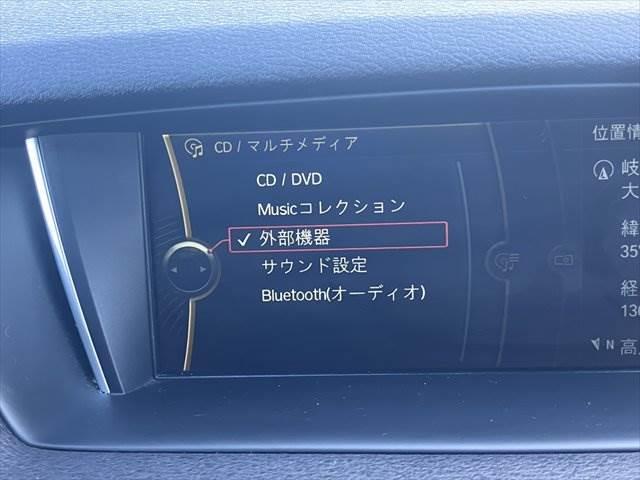 CD / マルチメディア
CD / DVD
Musicコレクション
✓ 外部機器
サウンド設定
Bluetooth(オーディオ)
位置情
岐
大
緯
35°
経
136
N 高